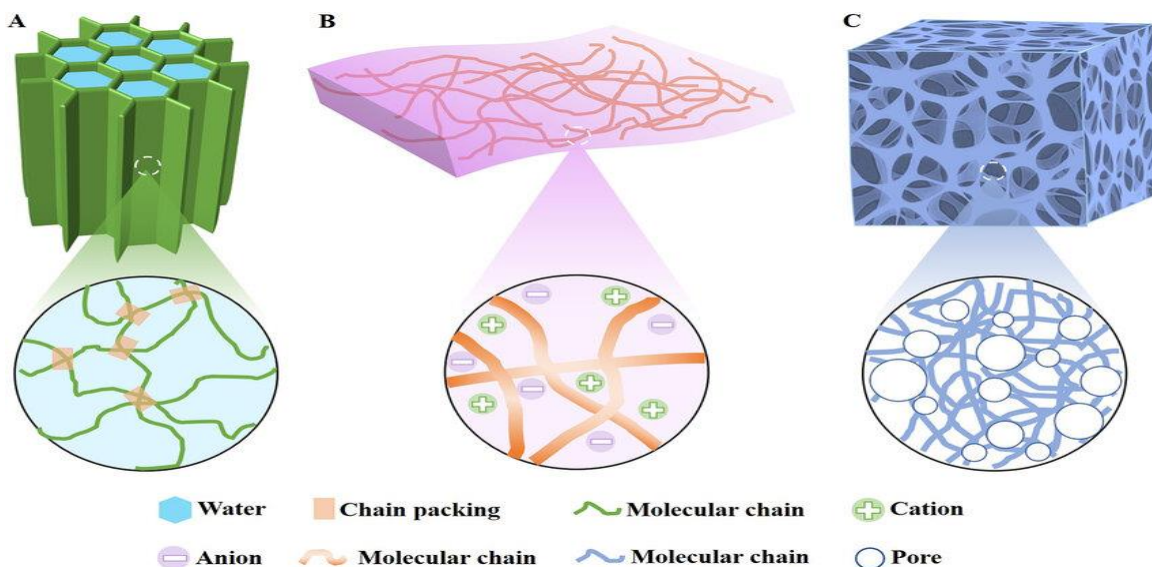 A
B
C
Water
Chain packing
Molecular chain
Cation
Anion
Molecular chain
Molecular chain
Pore